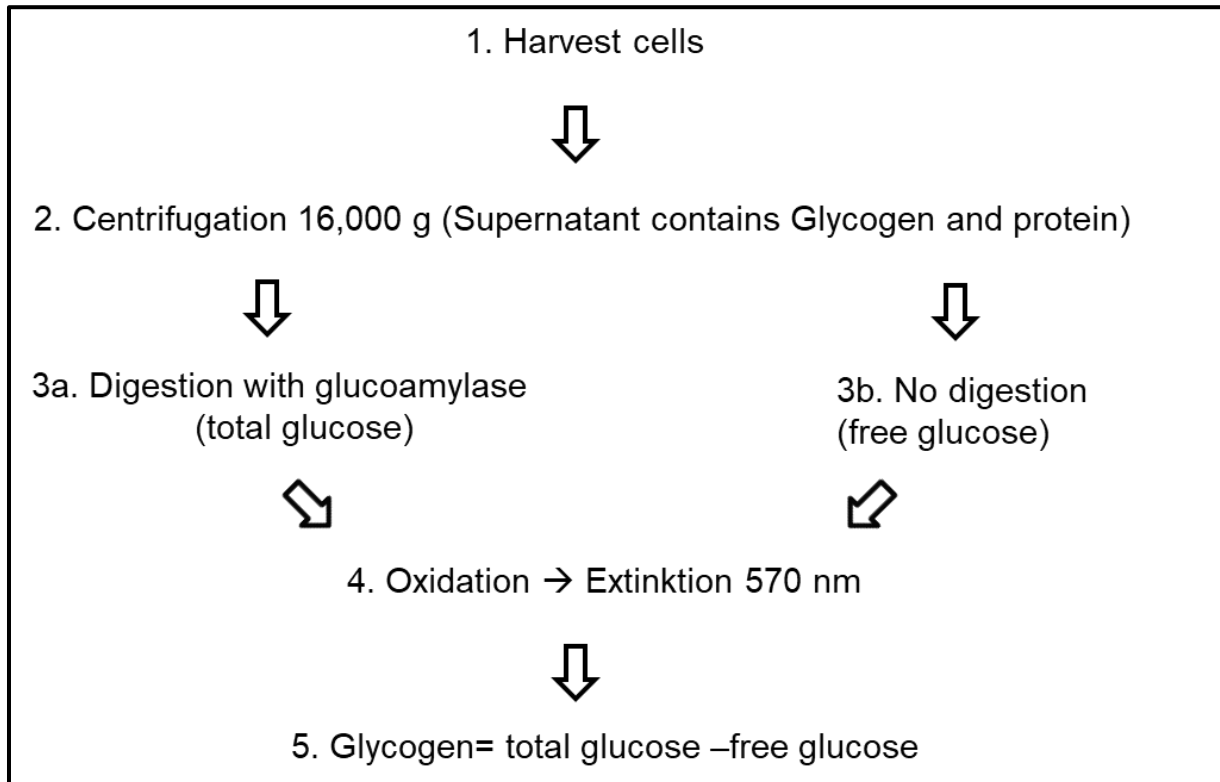 1. Harvest cells
2. Centrifugation 16,000 g (Supernatant contains Glycogen and protein)
3a. Digestion with glucoamylase
(total glucose)
3b. No digestion
(free glucose)
4. Oxidation → Extinktion 570 nm
5. Glycogen= total glucose –free glucose